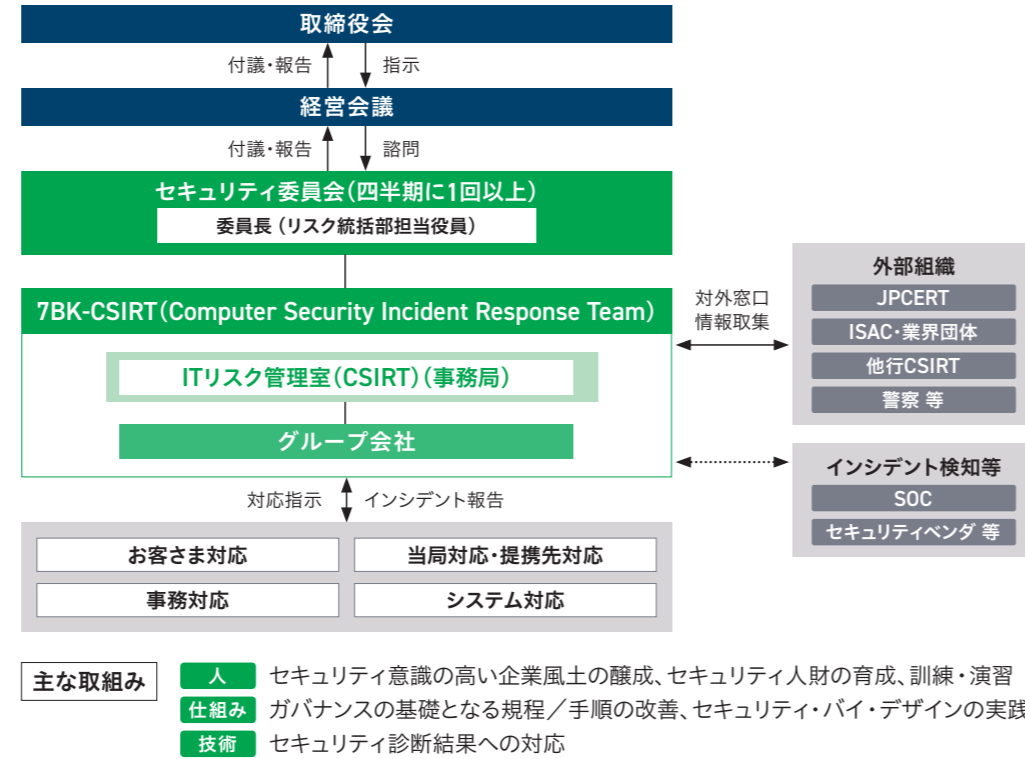 取締役会
付議・報告
指示
経営会議
付議・報告
諮問
セキュリティ委員会(四半期に1回以上)
委員長(リスク統括部担当役員)
7BK-CSIRT(Computer Security Incident Response Team)
ITリスク管理室(CSIRT)(事務局)
グループ会社
対外窓口
情報取集
外部組織
JPCERT
ISAC・業界団体
他行CSIRT
警察 等
インシデント検知等
SOC
セキュリティベンダ 等
対応指示
インシデント報告
お客さま対応
当局対応・提携先対応
事務対応
システム対応
主な取組み
人 セキュリティ意識の高い企業風土の醸成、セキュリティ人財の育成、訓練・演習
仕組み ガバナンスの基礎となる規程／手順の改善、セキュリティ・バイ・デザインの実践
技術 セキュリティ診断結果への対応